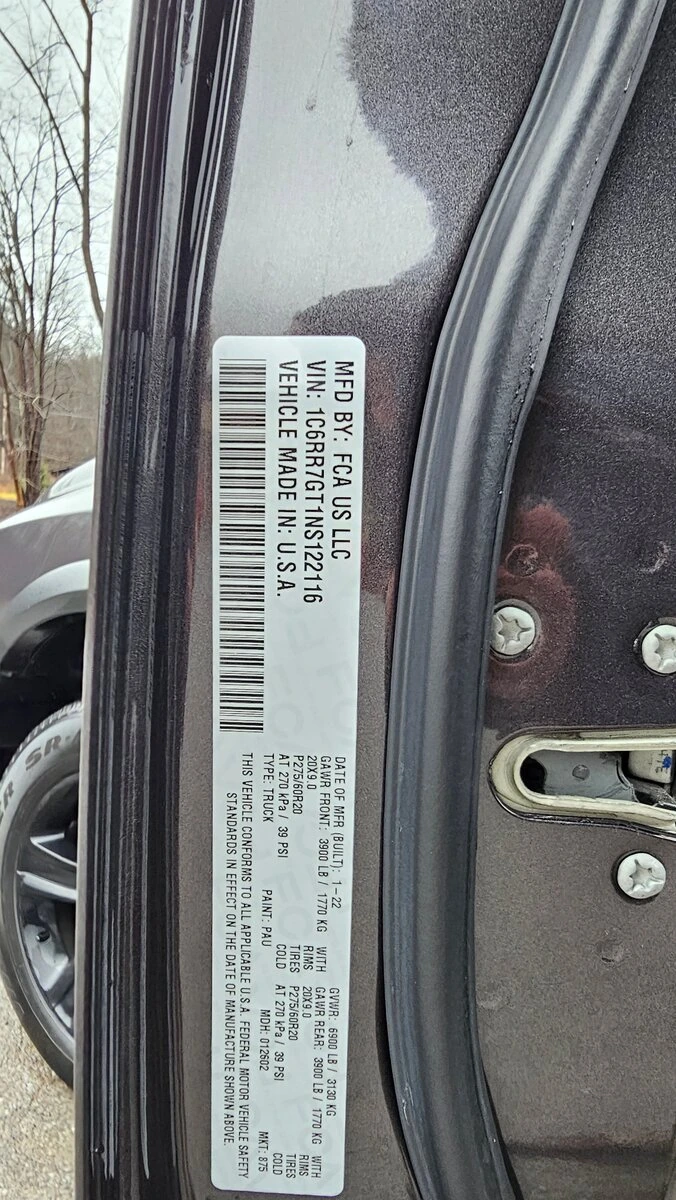 MFD BY: FCA US LLC
VIN: 1C6RR7GT1NS122116
VEHICLE MADE IN: U.S.A.
DATE OF MFR (BUILT): 1-22 GVWR: 6900 LB / 3130 KG
GAWR FRONT: 3900 LB / 1770 KG WITH GAWR REAR: 3900 LB / 1770 KG WITH
20X9.0 RIMS 20X9.0 RIMS
P275/60R20 TIRES P275/60R20 TIRES
AT 270 kPa / 39 PSI COLD AT 270 kPa / 39 PSI COLD
TYPE: TRUCK PAINT: PAU MDH: 012602 MKT: 875
THIS VEHICLE CONFORMS TO ALL APPLICABLE U.S.A. FEDERAL MOTOR VEHICLE SAFETY
STANDARDS IN EFFECT ON THE DATE OF MANUFACTURE SHOWN ABOVE.